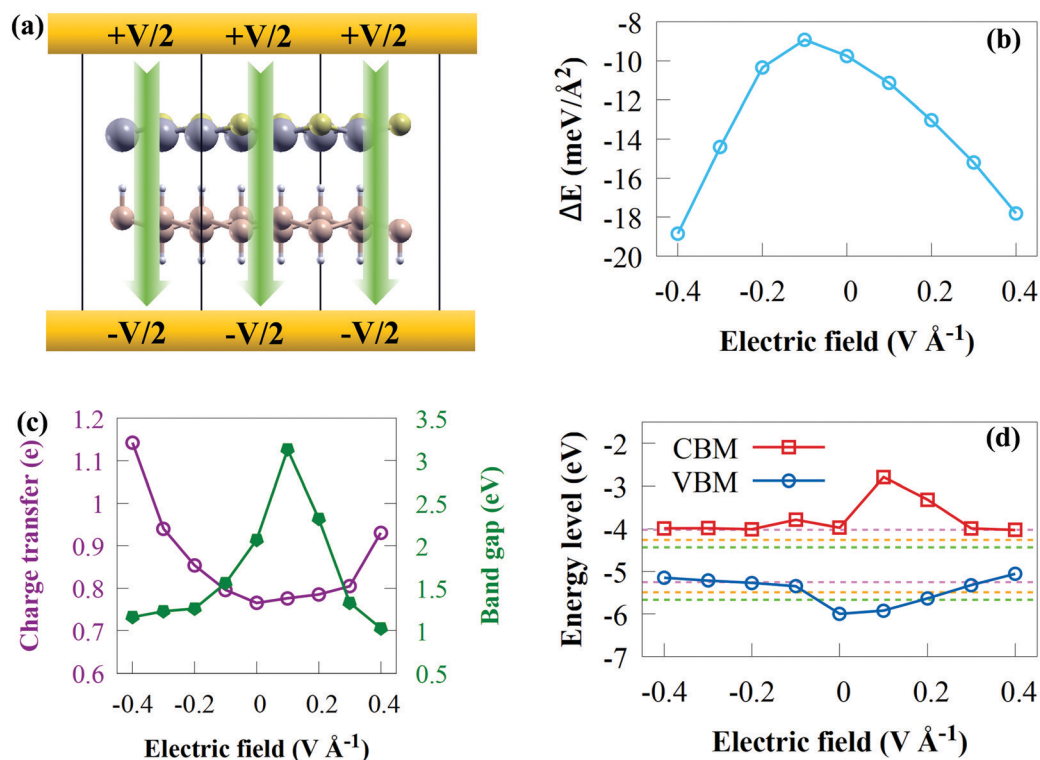 (a)
+V/2 +V/2 +V/2
-V/2 -V/2 -V/2
(b)
ΔE (meV/Å²)
-8
-10
-12
-14
-16
-18
-20
-0.4 -0.2 0 0.2 0.4
Electric field (V Å⁻¹)
(c)
Charge transfer (e)
1.2
1.1
1
0.9
0.8
0.7
0.6
Band gap (eV)
3.5
3
2.5
2
1.5
1
0.5
-0.4 -0.2 0 0.2 0.4
Electric field (V Å⁻¹)
(d)
CBM
VBM
Energy level (eV)
-2
-3
-4
-5
-6
-7
-0.4 -0.2 0 0.2 0.4
Electric field (V Å⁻¹)